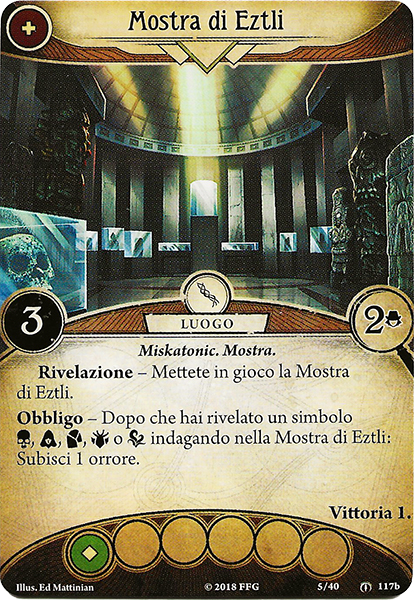 Mostra di Eztli
3
2
LUOGO
Miskatonic. Mostra.
Rivelazione – Mettete in gioco la Mostra
di Eztli.
Obbligo – Dopo che hai rivelato un simbolo
, , , o indagando nella Mostra di Eztli:
Subisci 1 orrore.
Vittoria 1.
Illus. Ed Mattinian © 2018 FFG 5/40 117b